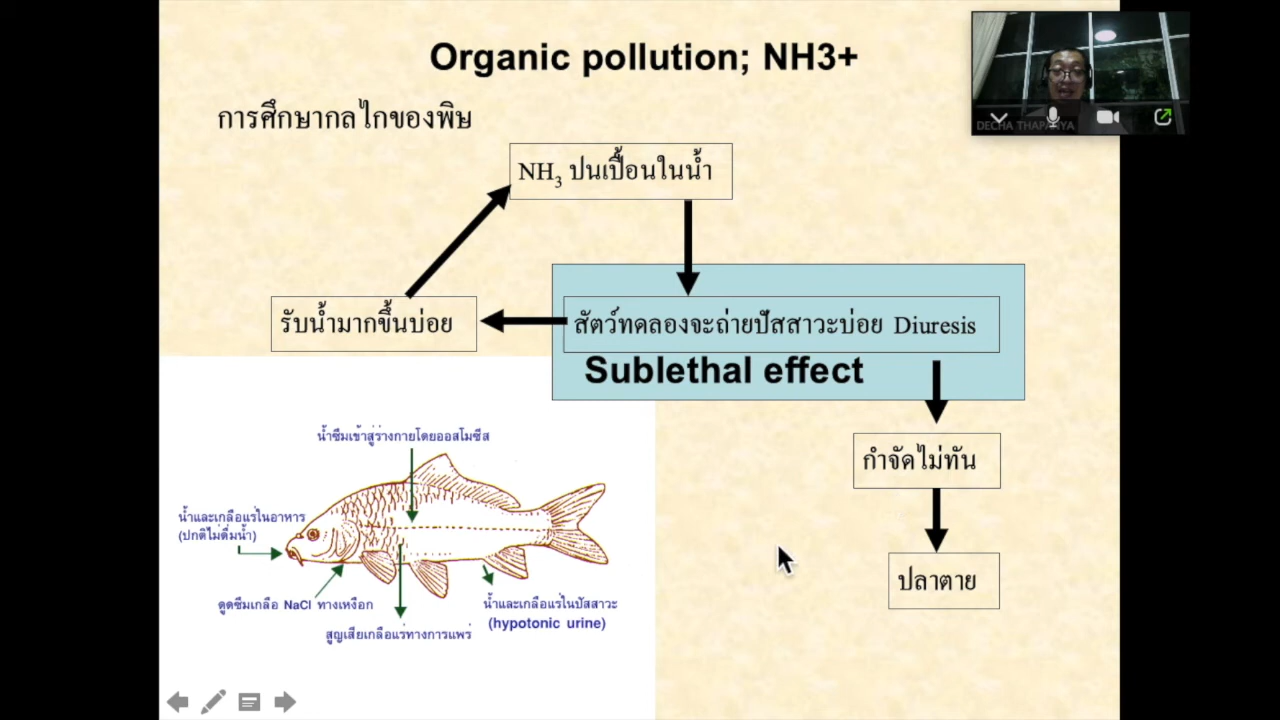 Organic pollution; NH3+
DECHA THAPANYA
การศึกษากลไกของพิษ
NH3 ปนเปื้อนในน้ำ
รับน้ำมากขึ้นบ่อย
สัตว์ทดลองจะถ่ายปัสสาวะบ่อย Diuresis
Sublethal effect
กำจัดไม่ทัน
ปลาตาย
น้ำซึมเข้าสู่ร่างกายโดยออสโมซีส
น้ำและเกลือแร่ในอาหาร
(ปกติไม่ดื่มน้ำ)
ดูดซึมเกลือ NaCl ทางเหงือก
น้ำและเกลือแร่ในปัสสาวะ
(hypotonic urine)
สูญเสียเกลือแร่ทางการแพร่